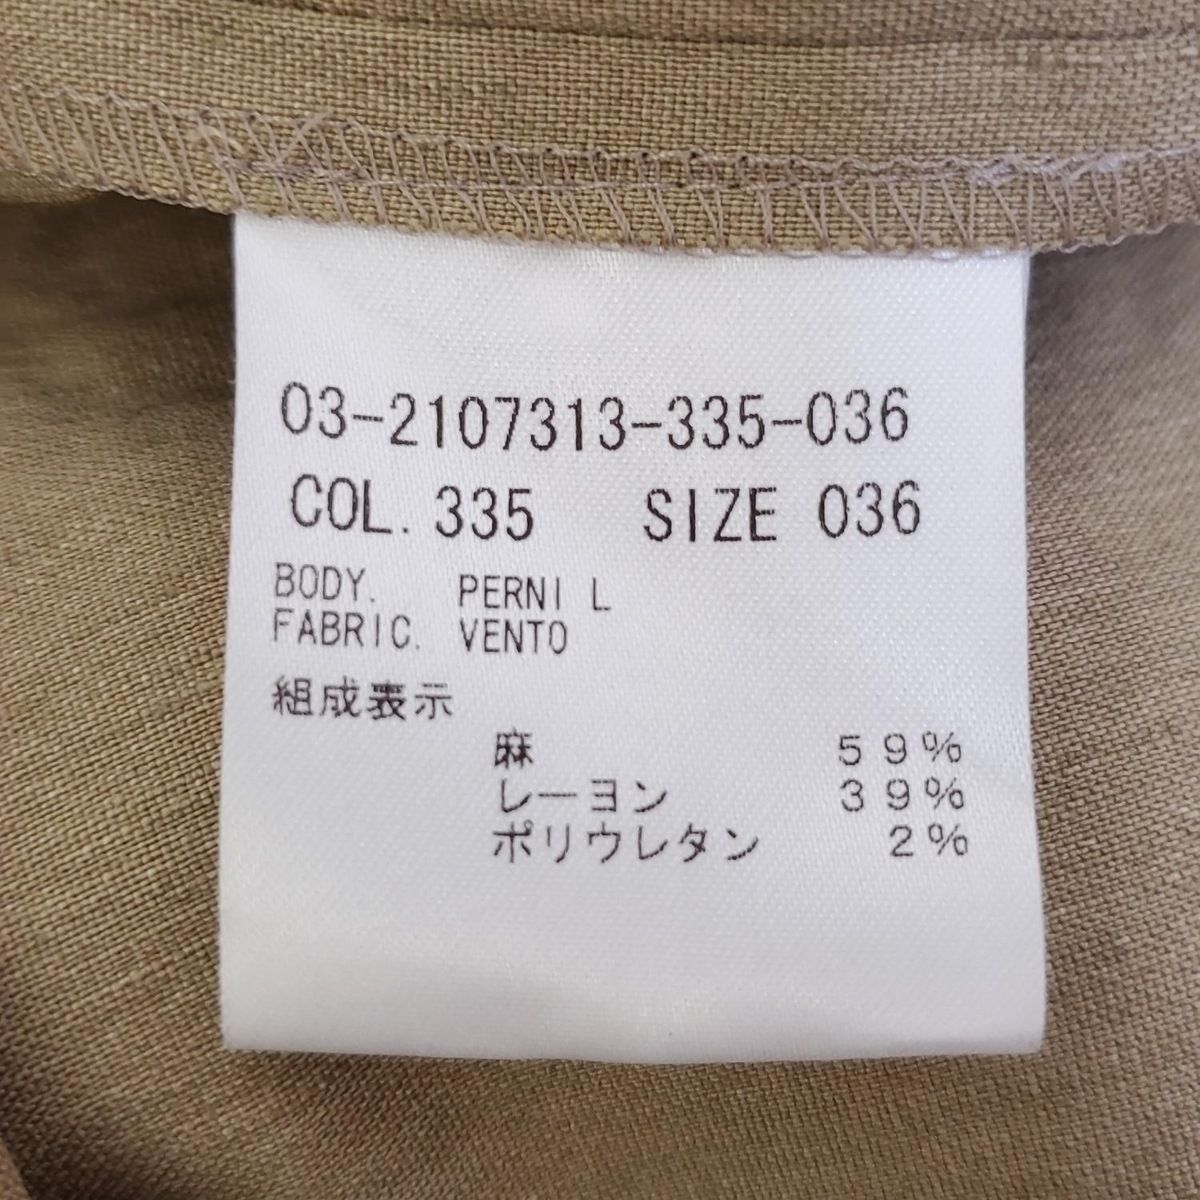 03-2107313-335-036
COL. 335 SIZE 036
BODY. PERNI L
FABRIC. VENTO
組成表示
麻 59%
レーヨン 39%
ポリウレタン 2%